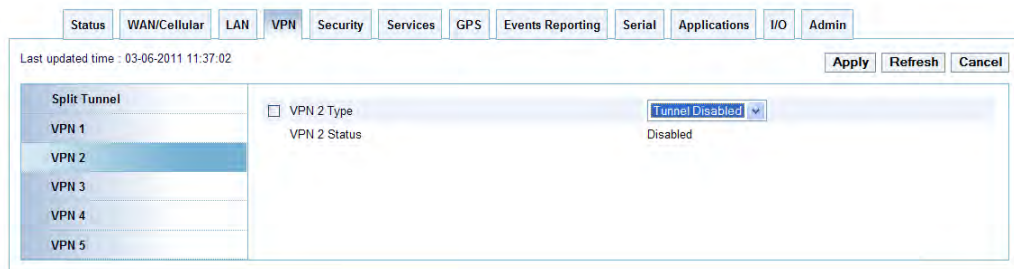 Status WAN/Cellular LAN VPN Security Services GPS Events Reporting Serial Applications I/O Admin
Last updated time : 03-06-2011 11:37:02
Apply Refresh Cancel
Split Tunnel
VPN 1
VPN 2
VPN 3
VPN 4
VPN 5
VPN 2 Type Tunnel Disabled
VPN 2 Status Disabled